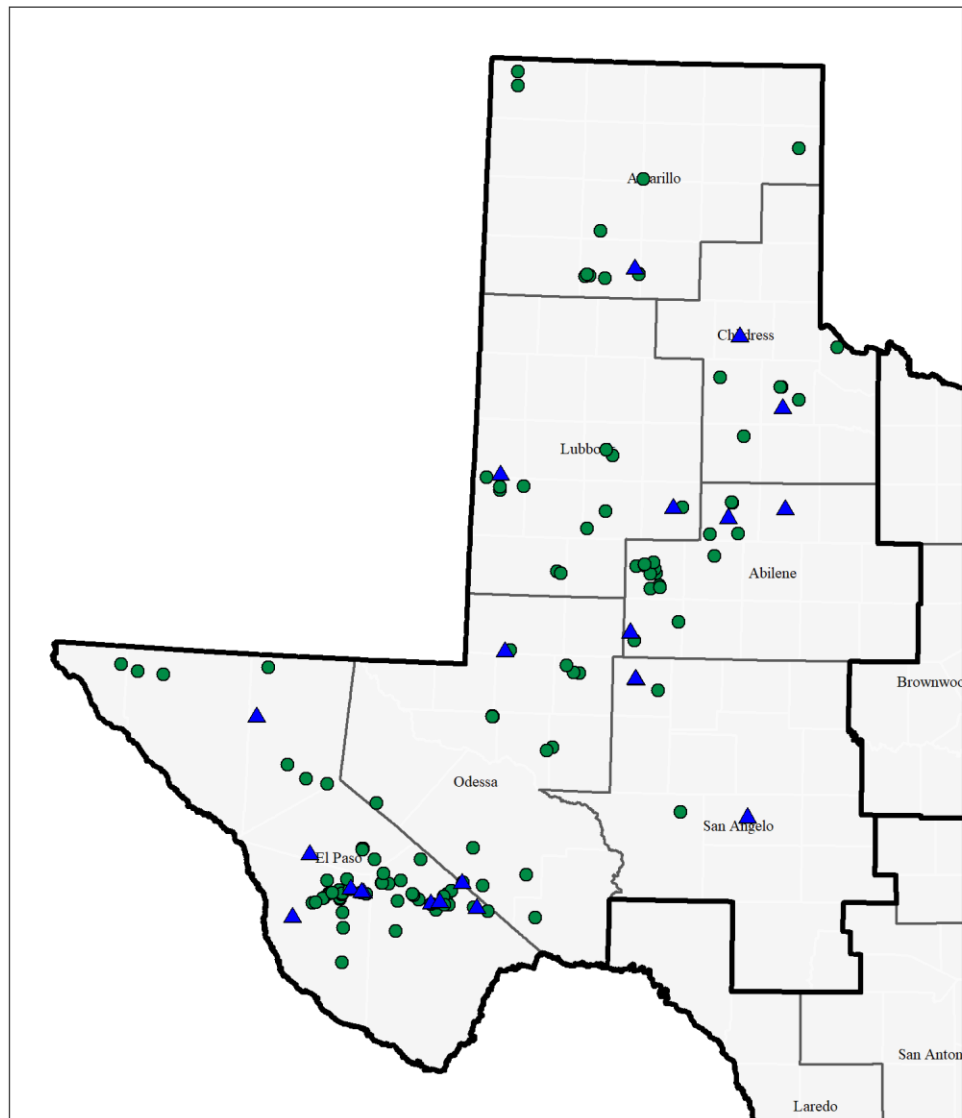 Amarillo
Childress
Lubbock
Abilene
Brownwoo
Odessa
San Angelo
El Paso
San Anton
Laredo